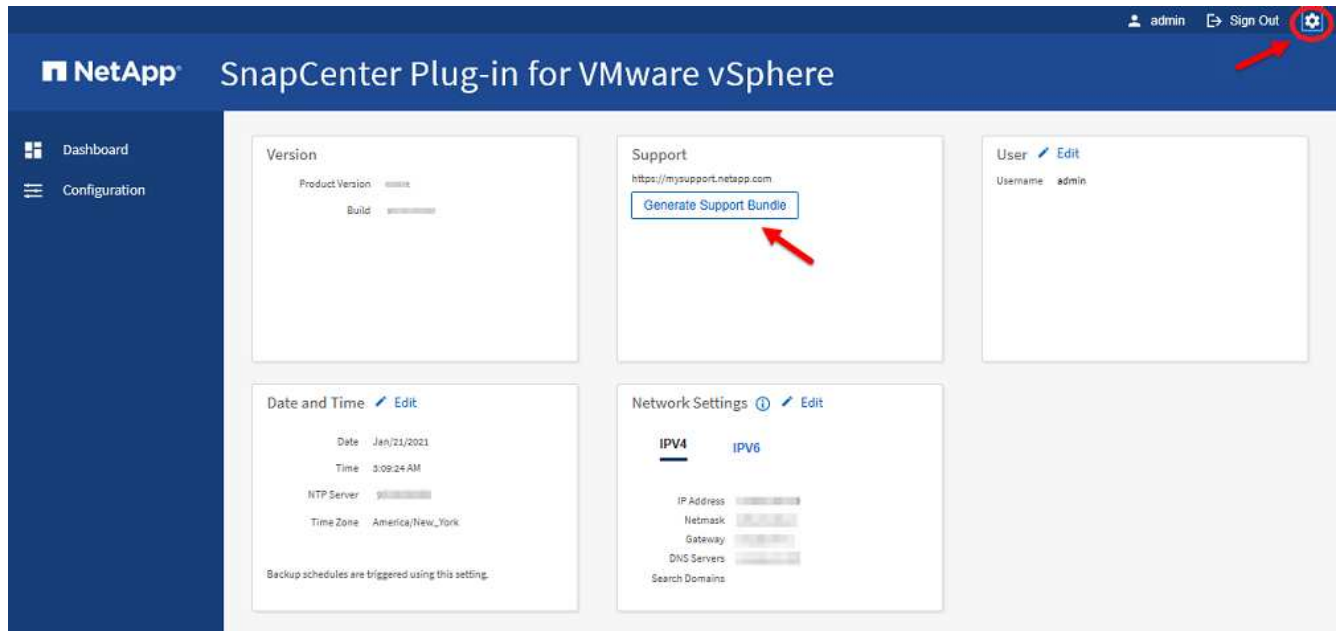 admin Sign Out
NetApp SnapCenter Plug-in for VMware vSphere
Dashboard
Configuration
Version
Product Version
Build
Support
https://mysupport.netapp.com
Generate Support Bundle
User Edit
Username admin
Date and Time Edit
Date Jan/21/2021
Time 3:09:24 AM
NTP Server
Time Zone America/New_York
Backup schedules are triggered using this setting.
Network Settings Edit
IPV4 IPV6
IP Address
Netmask
Gateway
DNS Servers
Search Domains